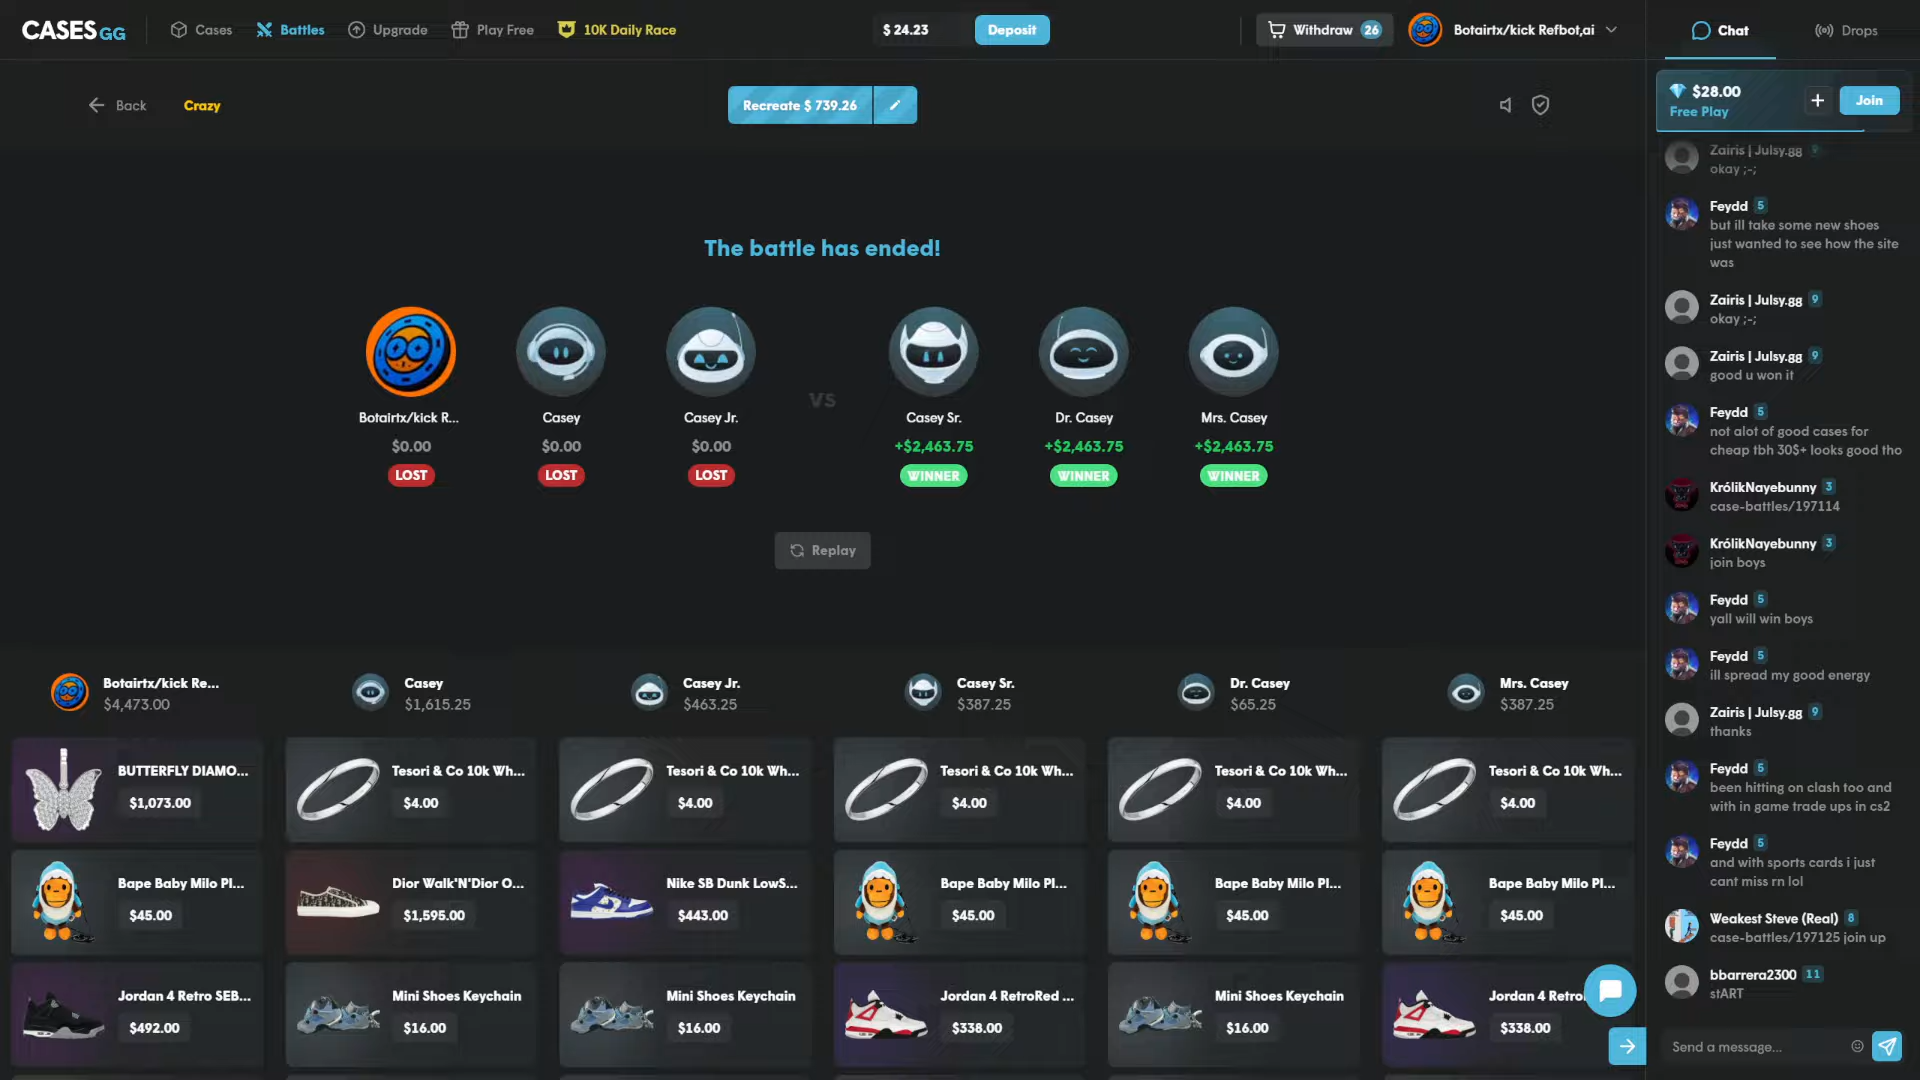 CASES GG
Cases
Battles
Upgrade
Play Free
10K Daily Race
$ 24.23
Deposit
Withdraw 26
Botairtx/kick Refbot,ai
Chat
Drops
Back
Crazy
Recreate $ 739.26
$28.00
Free Play
+
Join
The battle has ended!
Botairtx/kick R...
$0.00
LOST
Casey
$0.00
LOST
Casey Jr.
$0.00
LOST
VS
Casey Sr.
+$2,463.75
WINNER
Dr. Casey
+$2,463.75
WINNER
Mrs. Casey
+$2,463.75
WINNER
Replay
Botairtx/kick Re...
$4,473.00
Casey
$1,615.25
Casey Jr.
$463.25
Casey Sr.
$387.25
Dr. Casey
$65.25
Mrs. Casey
$387.25
BUTTERFLY DIAMO...
$1,073.00
Tesori & Co 10k Wh...
$4.00
Tesori & Co 10k Wh...
$4.00
Tesori & Co 10k Wh...
$4.00
Tesori & Co 10k Wh...
$4.00
Tesori & Co 10k Wh...
$4.00
Bape Baby Milo Pl...
$45.00
Dior Walk'N'Dior O...
$1,595.00
Nike SB Dunk LowS...
$443.00
Bape Baby Milo Pl...
$45.00
Bape Baby Milo Pl...
$45.00
Bape Baby Milo Pl...
$45.00
Jordan 4 Retro SEB...
$492.00
Mini Shoes Keychain
$16.00
Mini Shoes Keychain
$16.00
Jordan 4 RetroRed ...
$338.00
Mini Shoes Keychain
$16.00
Jordan 4 Retro
$338.00
Zairis | Julsy.gg 9
okay ;-;
Feydd 5
but ill take some new shoes
just wanted to see how the site
was
Zairis | Julsy.gg 9
okay ;-;
Zairis | Julsy.gg 9
good u won it
Feydd 5
not alot of good cases for
cheap tbh 30$+ looks good tho
KrólikNayebunny 3
case-battles/197114
KrólikNayebunny 3
join boys
Feydd 5
yall will win boys
Feydd 5
ill spread my good energy
Zairis | Julsy.gg 9
thanks
Feydd 5
been hitting on clash too and
with in game trade ups in cs2
Feydd 5
and with sports cards i just
cant miss rn lol
Weakest Steve (Real) 8
case-battles/197125 join up
bbarrera2300 11
stART
Send a message...